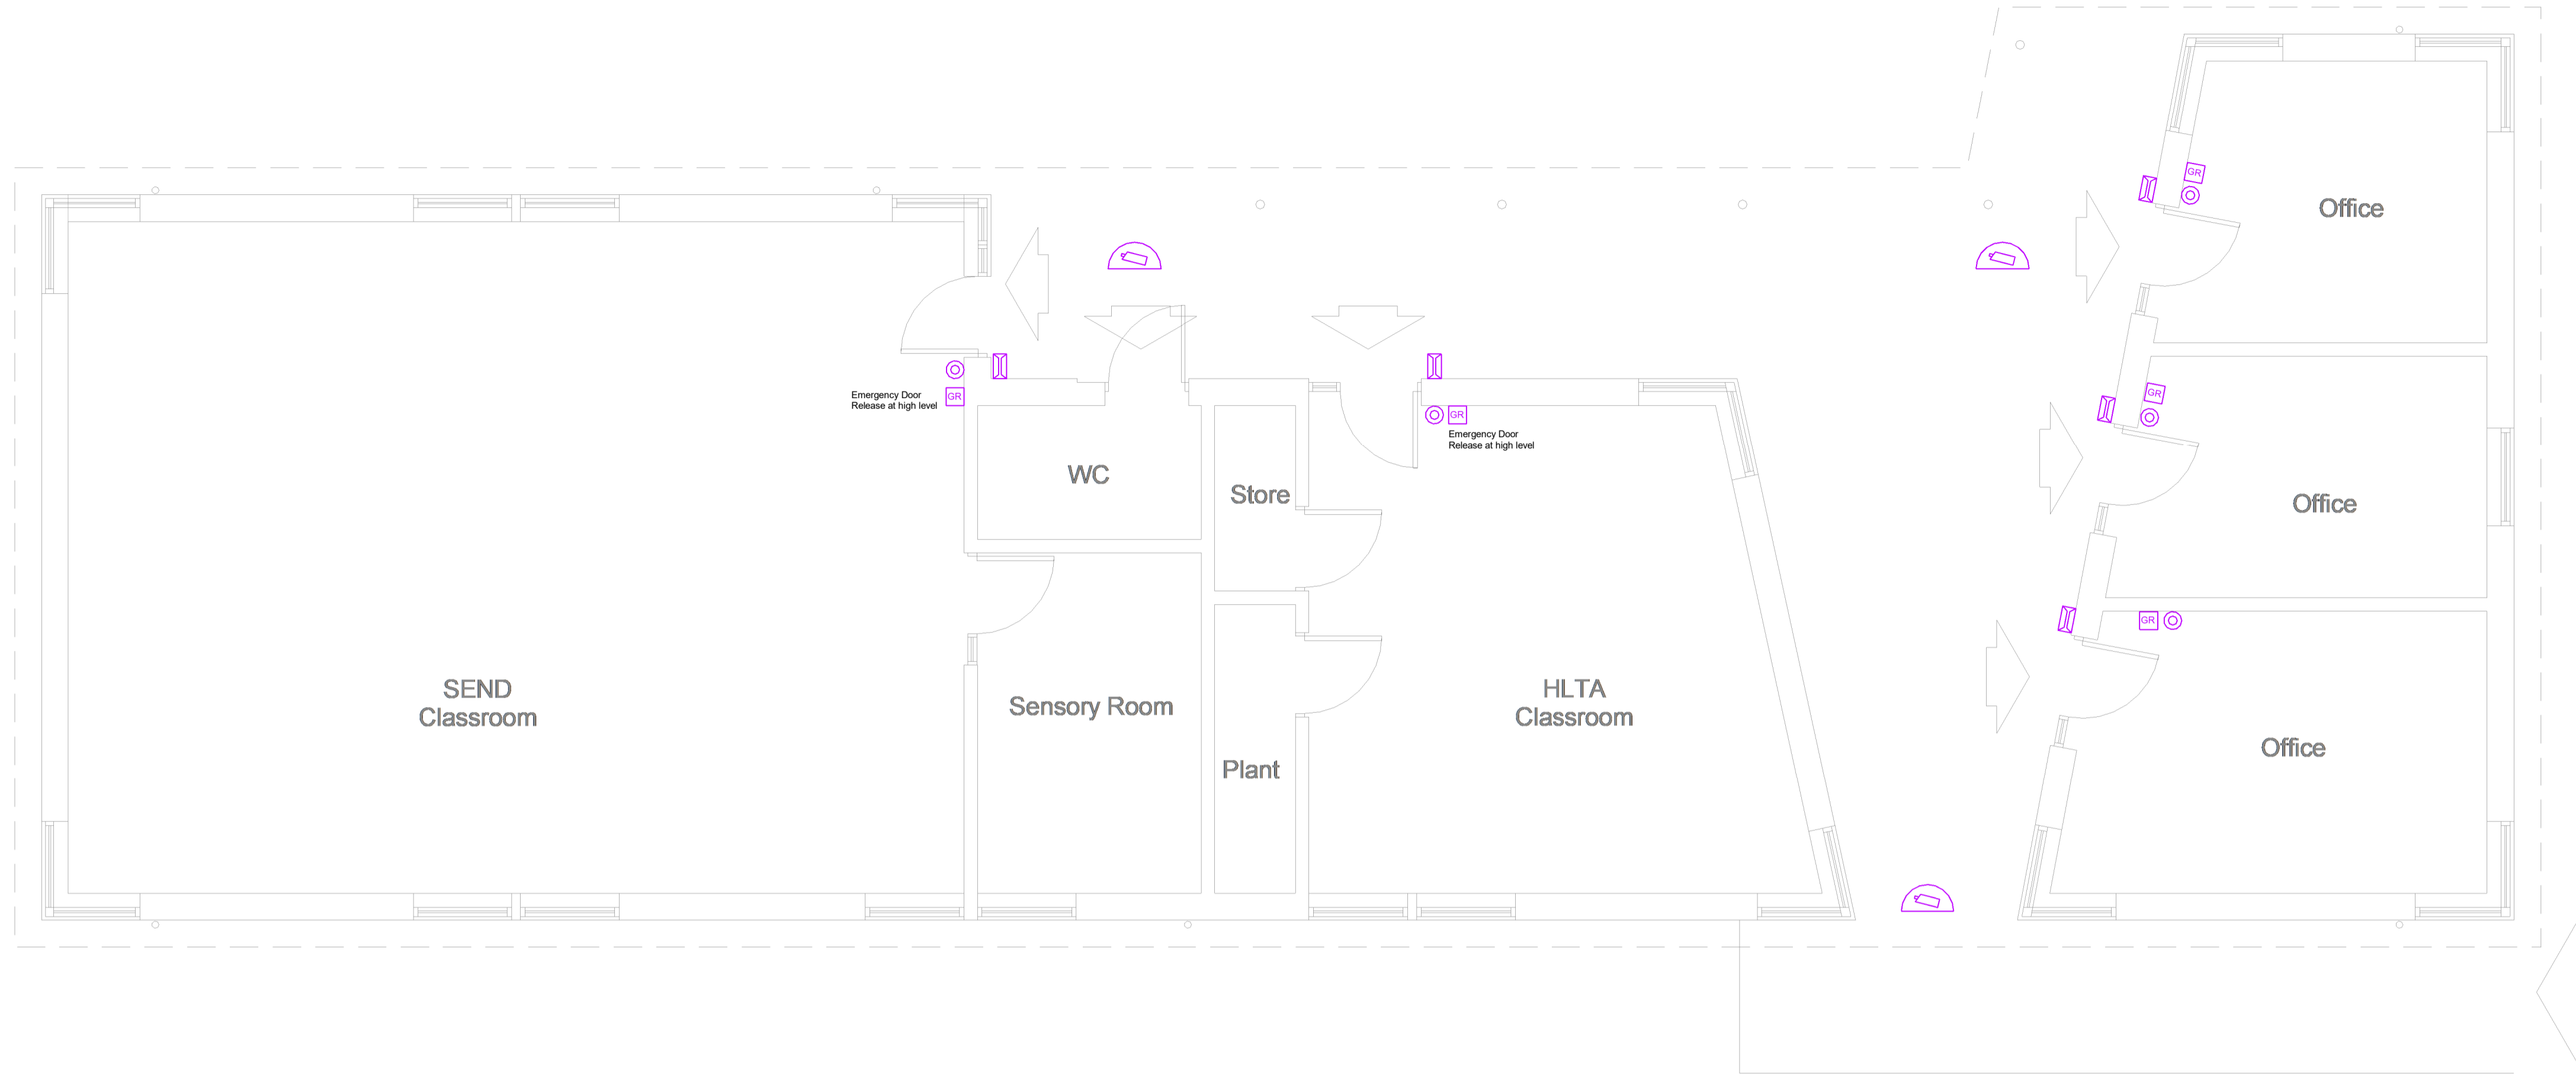 GR
Office
Emergency Door
Release at high level
GR
GR
Emergency Door
Release at high level
GR
WC
Store
Office
GR
SEND
Classroom
Sensory Room
HLTA
Classroom
Plant
Office